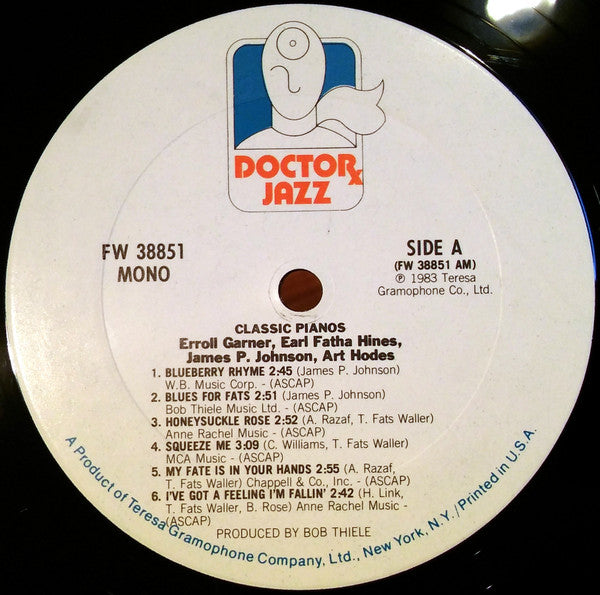 DOCTOR℞
JAZZ
FW 38851
MONO
SIDE A
(FW 38851 AM)
℗ 1983 Teresa
Gramophone Co., Ltd.
CLASSIC PIANOS
Erroll Garner, Earl Fatha Hines,
James P. Johnson, Art Hodes
1. BLUEBERRY RHYME 2:45 (James P. Johnson)
W.B. Music Corp. - (ASCAP)
2. BLUES FOR FATS 2:51 (James P. Johnson)
Bob Thiele Music Ltd. - (ASCAP)
3. HONEYSUCKLE ROSE 2:52 (A. Razaf, T. Fats Waller)
Anne Rachel Music - (ASCAP)
4. SQUEEZE ME 3:09 (C. Williams, T. Fats Waller)
MCA Music - (ASCAP)
5. MY FATE IS IN YOUR HANDS 2:55 (A. Razaf,
T. Fats Waller) Chappell & Co., Inc. - (ASCAP)
6. I'VE GOT A FEELING I'M FALLIN' 2:42 (H. Link,
T. Fats Waller, B. Rose) Anne Rachel Music -
(ASCAP)
PRODUCED BY BOB THIELE
A Product of Teresa Gramophone Company, Ltd., New York, N.Y./Printed in U.S.A.